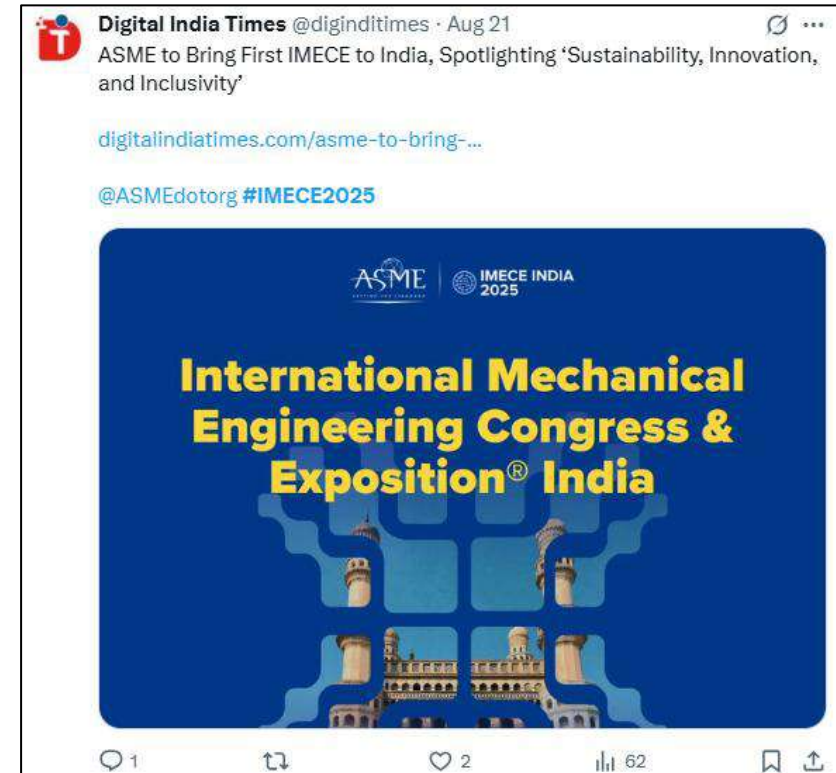 Digital India Times @diginditimes · Aug 21
ASME to Bring First IMECE to India, Spotlighting ‘Sustainability, Innovation,
and Inclusivity’
digitalindiatimes.com/asme-to-bring-...
@ASMEdotorg #IMECE2025
ASME
IMECE INDIA
2025
International Mechanical
Engineering Congress &
Exposition® India
1
2
62